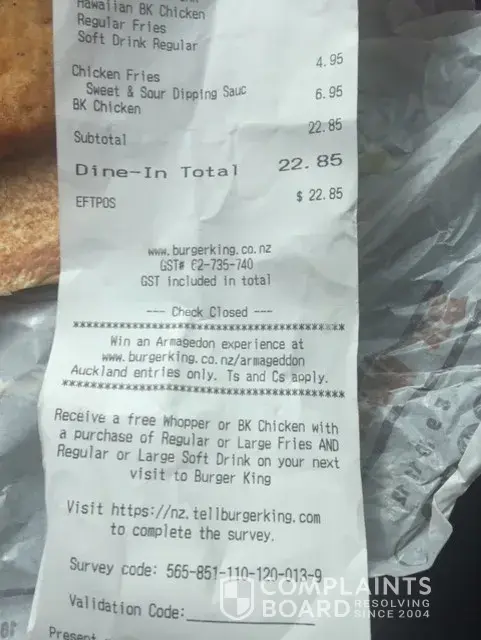 Hawaiian BK Chicken
Regular Fries
Soft Drink Regular
Chicken Fries 4.95
Sweet & Sour Dipping Sauc
BK Chicken 6.95
Subtotal 22.85
Dine-In Total 22.85
EFTPOS $ 22.85
www.burgerking.co.nz
GST# 62-735-740
GST included in total
--- Check Closed ---
****************************************
Win an Armagedon experience at
www.burgerking.co.nz/armageddon
Auckland entries only. Ts and Cs apply.
****************************************
Receive a free Whopper or BK Chicken with
a purchase of Regular or Large Fries AND
Regular or Large Soft Drink on your next
visit to Burger King
Visit https://nz.tellburgerking.com
to complete the survey.
Survey code: 565-851-110-120-013-9
Validation Code:
Present
COMPLAINTS
BOARD RESOLVING
SINCE 2004